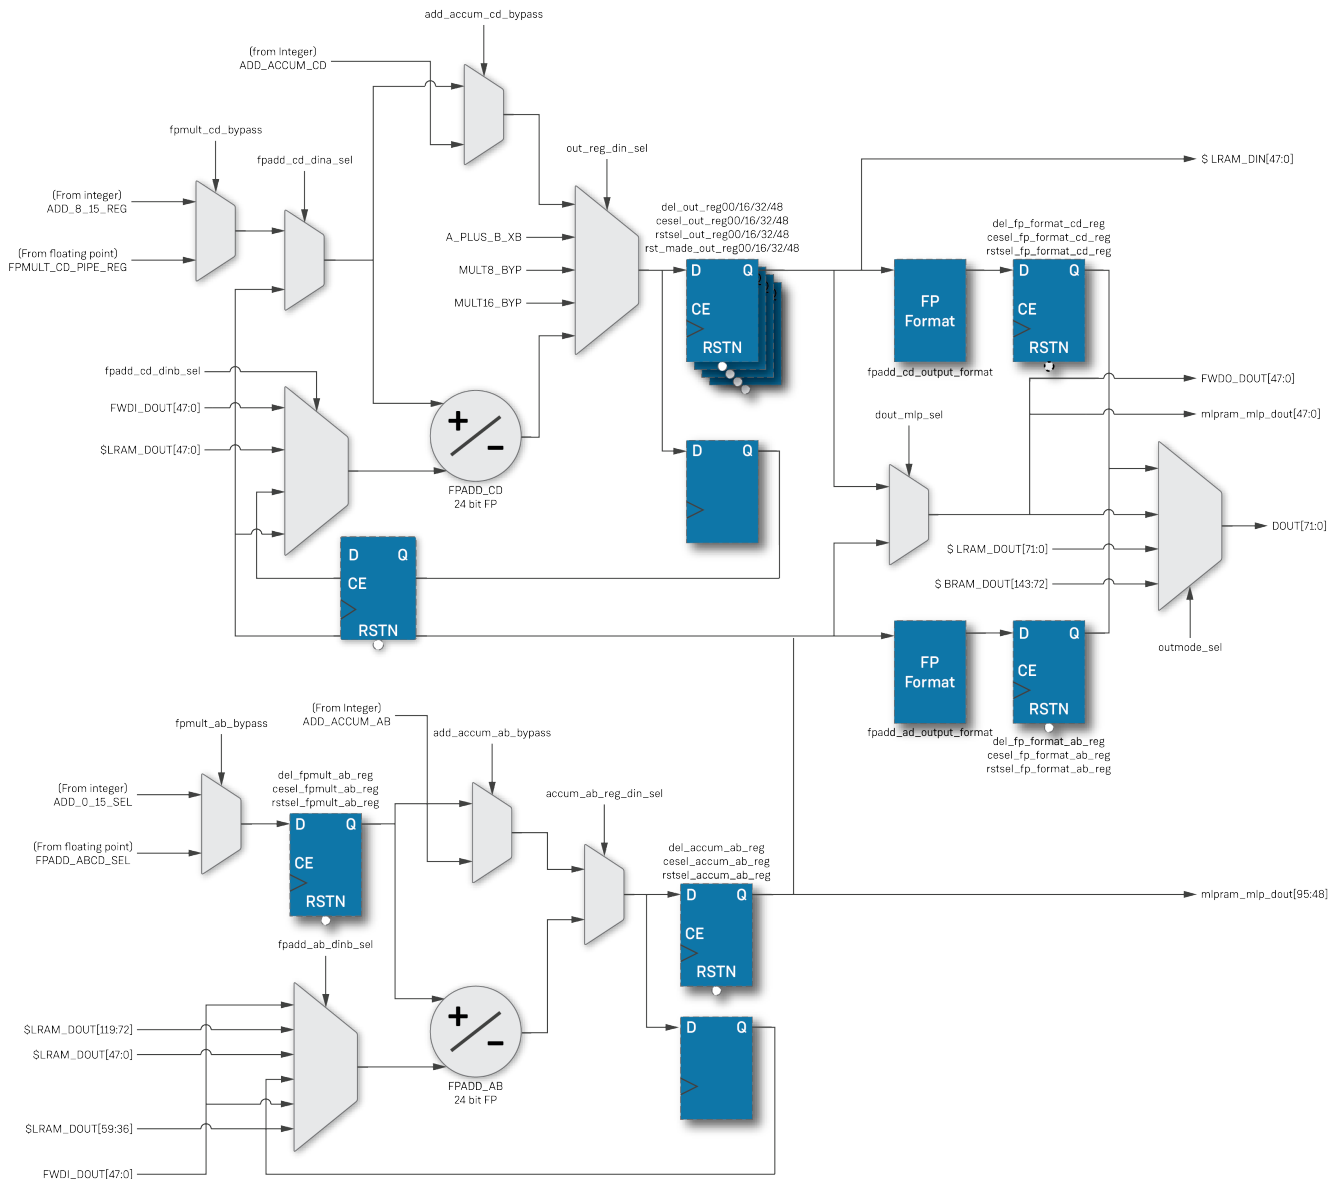 add_accum_cd_bypass
(from Integer)
ADD_ACCUM_CD
fpmult_cd_bypass
fpadd_cd_dina_sel
out_reg_din_sel
$ LRAM_DIN[47:0]
(From integer)
ADD_8_15_REG
(From floating point)
FPMULT_CD_PIPE_REG
A_PLUS_B_XB
MULT8_BYP
MULT16_BYP
del_out_reg00/16/32/48
cesel_out_reg00/16/32/48
rstsel_out_reg00/16/32/48
rst_made_out_reg00/16/32/48
D Q
CE
RSTN
FP
Format
fpadd_cd_output_format
del_fp_format_cd_reg
cesel_fp_format_cd_reg
rstsel_fp_format_cd_reg
D Q
CE
RSTN
fpadd_cd_dinb_sel
FWDI_DOUT[47:0]
$LRAM_DOUT[47:0]
+
−
FPADD_CD
24 bit FP
D Q
dout_mlp_sel
FWDO_DOUT[47:0]
mlpram_mlp_dout[47:0]
DOUT[71:0]
$ LRAM_DOUT[71:0]
$ BRAM_DOUT[143:72]
outmode_sel
D Q
CE
RSTN
FP
Format
fpadd_ad_output_format
D Q
CE
RSTN
del_fp_format_ab_reg
cesel_fp_format_ab_reg
rstsel_fp_format_ab_reg
(From Integer)
ADD_ACCUM_AB
fpmult_ab_bypass
add_accum_ab_bypass
(From integer)
ADD_0_15_SEL
(From floating point)
FPADD_ABCD_SEL
del_fpmult_ab_reg
cesel_fpmult_ab_reg
rstsel_fpmult_ab_reg
D Q
CE
RSTN
accum_ab_reg_din_sel
del_accum_ab_reg
cesel_accum_ab_reg
rstsel_accum_ab_reg
D Q
CE
RSTN
mlpram_mlp_dout[95:48]
fpadd_ab_dinb_sel
$LRAM_DOUT[119:72]
$LRAM_DOUT[47:0]
$LRAM_DOUT[59:36]
FWDI_DOUT[47:0]
+
−
FPADD_AB
24 bit FP
D Q